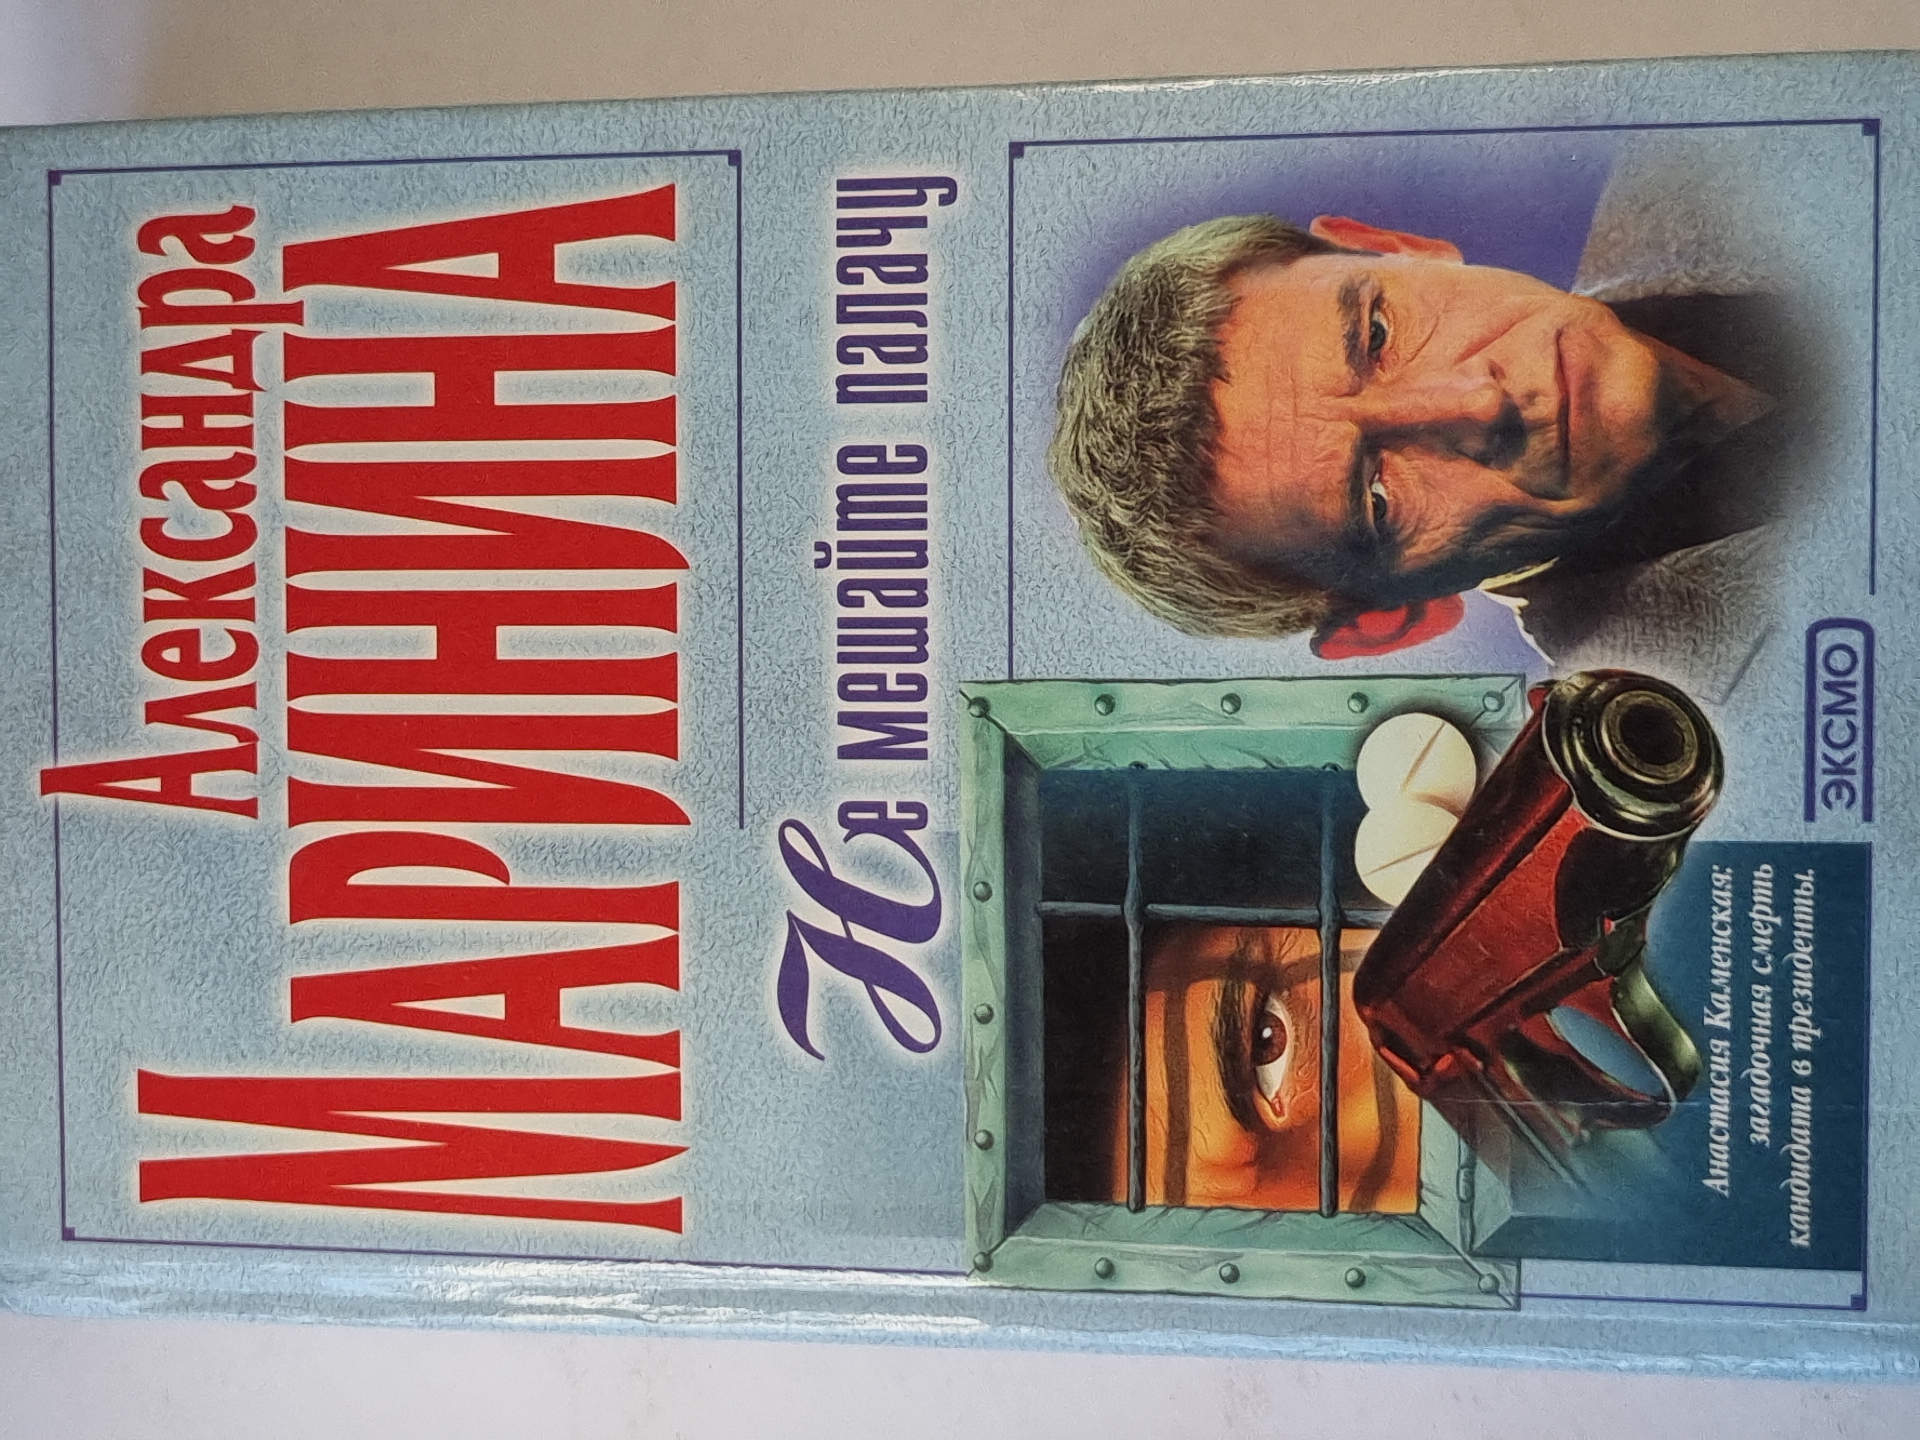 Александра
МАРИНИНА
Не мешайте палачу
Анастасия Каменская:
загадочная смерть
кандидата в президенты.
ЭКСМО